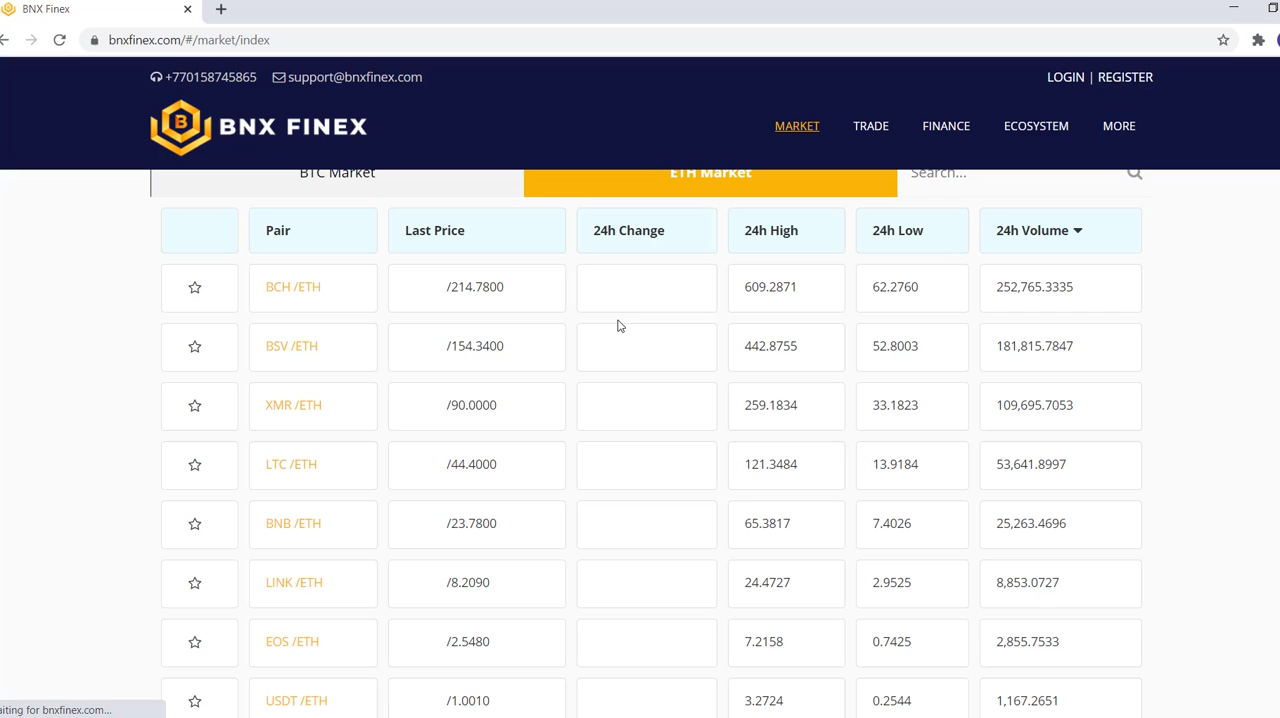 BNX Finex
bnxfinex.com/#/market/index
+770158745865 support@bnxfinex.com LOGIN | REGISTER
B BNX FINEX MARKET TRADE FINANCE ECOSYSTEM MORE
BTC Market ETH Market Search...
Pair Last Price 24h Change 24h High 24h Low 24h Volume
BCH /ETH /214.7800 609.2871 62.2760 252,765.3335
BSV /ETH /154.3400 442.8755 52.8003 181,815.7847
XMR /ETH /90.0000 259.1834 33.1823 109,695.7053
LTC /ETH /44.4000 121.3484 13.9184 53,641.8997
BNB /ETH /23.7800 65.3817 7.4026 25,263.4696
LINK /ETH /8.2090 24.4727 2.9525 8,853.0727
EOS /ETH /2.5480 7.2158 0.7425 2,855.7533
USDT /ETH /1.0010 3.2724 0.2544 1,167.2651
aiting for bnxfinex.com...